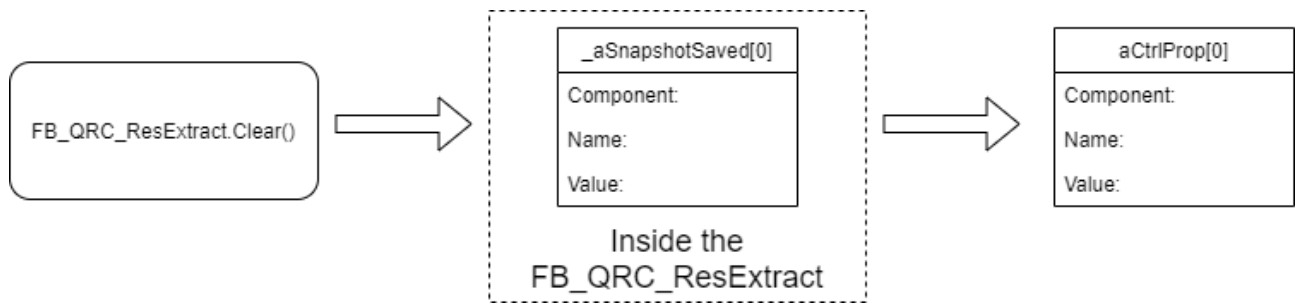 FB_QRC_ResExtract.Clear()
_aSnapshotSaved[0]
Component:
Name:
Value:
Inside the
FB_QRC_ResExtract
aCtrlProp[0]
Component:
Name:
Value: